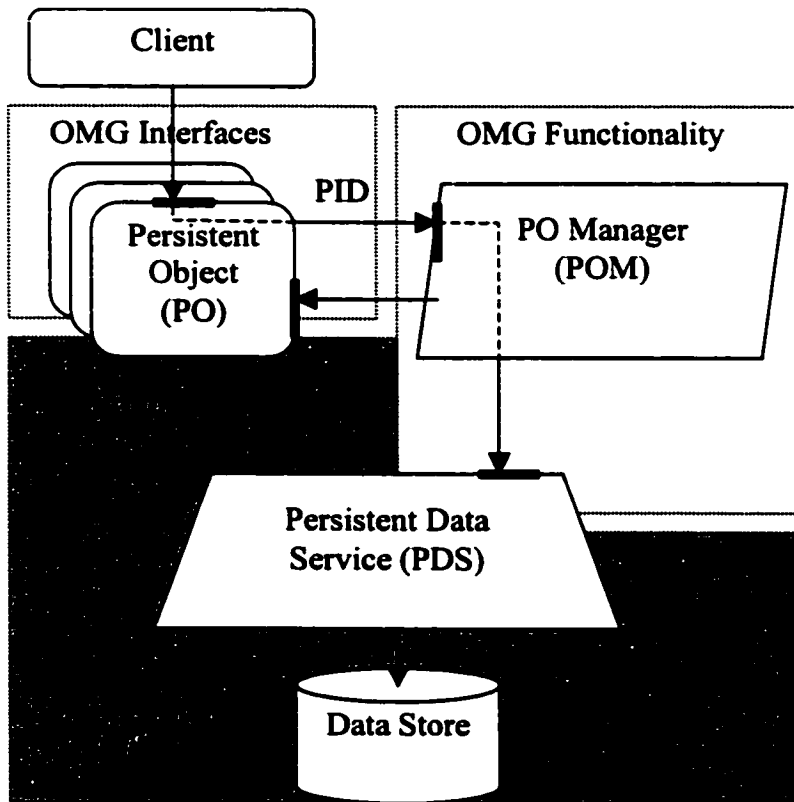 Client
OMG Interfaces
OMG Functionality
PID
Persistent
Object
(PO)
PO Manager
(POM)
Persistent Data
Service (PDS)
Data Store